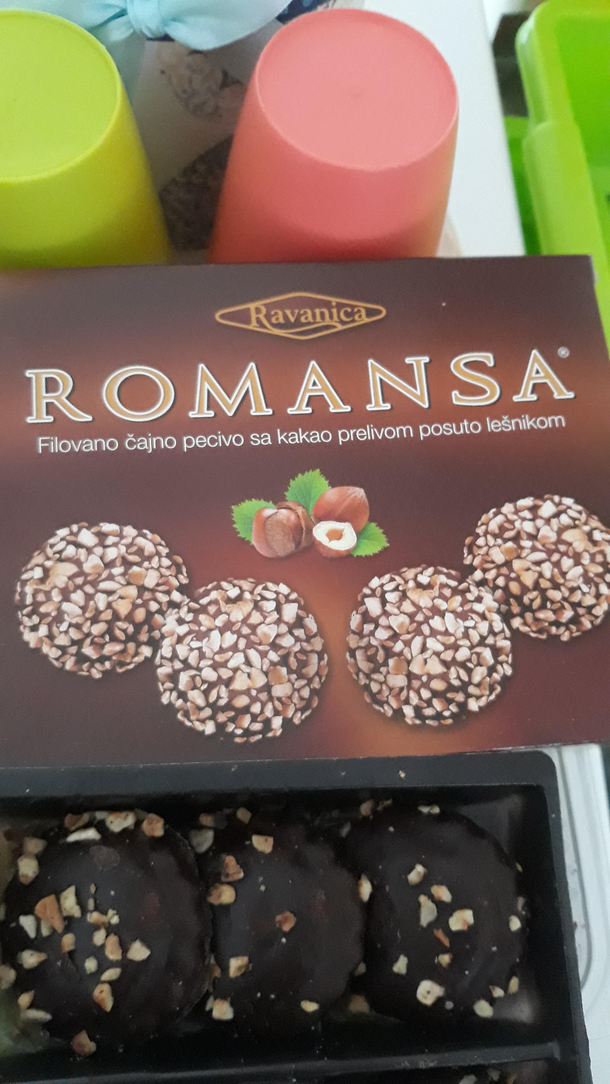 Ravanica
ROMANSA®
Filovano čajno pecivo sa kakao prelivom posuto lešnikom